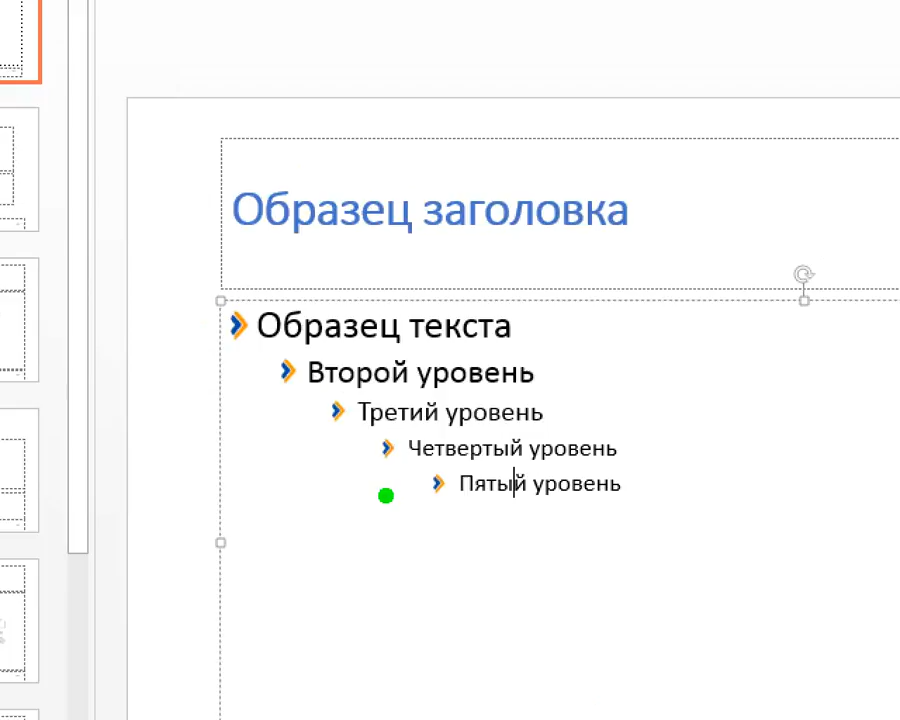 Образец заголовка
Образец текста
Второй уровень
Третий уровень
Четвертый уровень
Пятый уровень